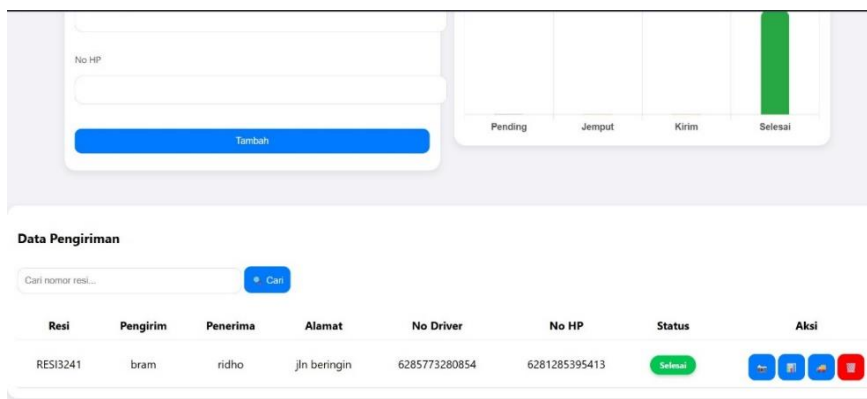 No HP
Tambah
Pending Jemput Kirim Selesai
Data Pengiriman
Cari nomor resi...
Cari
Resi Pengirim Penerima Alamat No Driver No HP Status Aksi
RESI3241 bram ridho jln beringin 6285773280854 6281285395413 Selesai